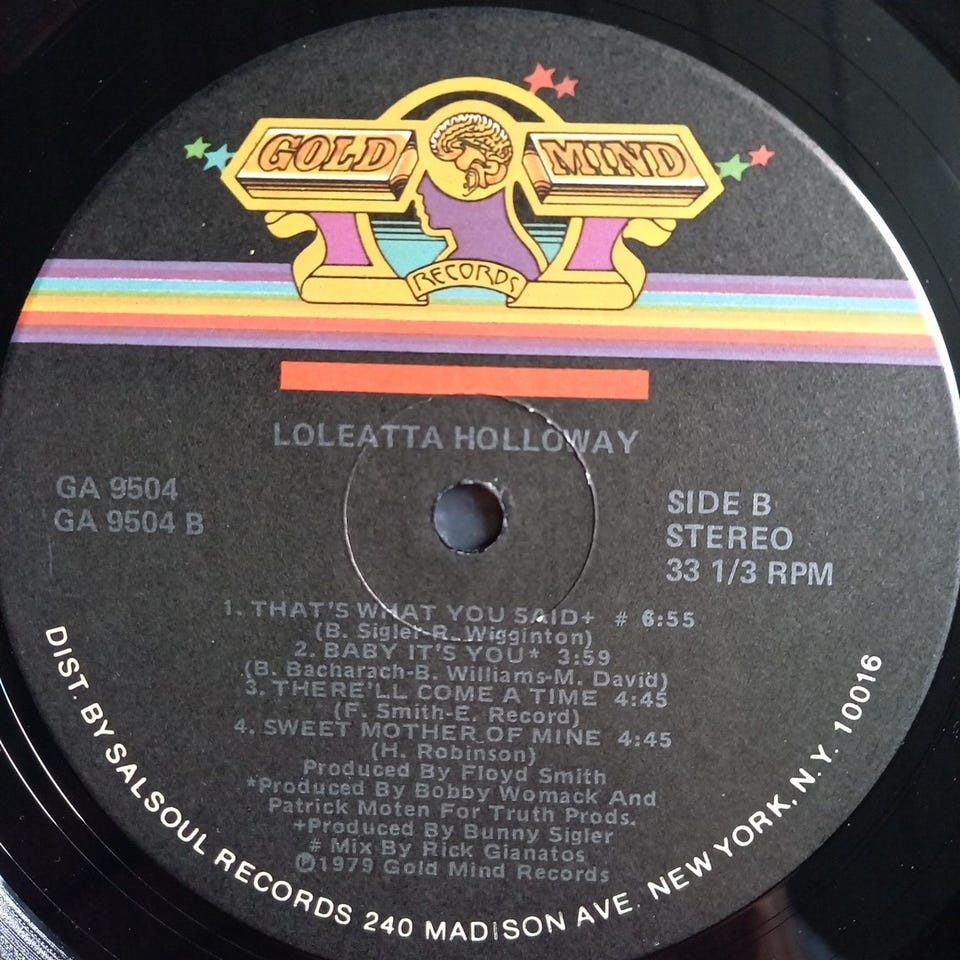 GOLD MIND
RECORDS
LOLEATTA HOLLOWAY
GA 9504
GA 9504 B
SIDE B
STEREO
33 1/3 RPM
1. THAT'S WHAT YOU SAID+ # 6:55
(B. Sigler-R. Wigginton)
2. BABY IT'S YOU* 3:59
(B. Bacharach-B. Williams-M. David)
3. THERE'LL COME A TIME 4:45
(F. Smith-E. Record)
4. SWEET MOTHER OF MINE 4:45
(H. Robinson)
Produced By Floyd Smith
*Produced By Bobby Womack And
Patrick Moten For Truth Prods.
+Produced By Bunny Sigler
# Mix By Rick Gianatos
℗1979 Gold Mind Records
DIST. BY SALSOUL RECORDS 240 MADISON AVE. NEW YORK, N.Y. 10016